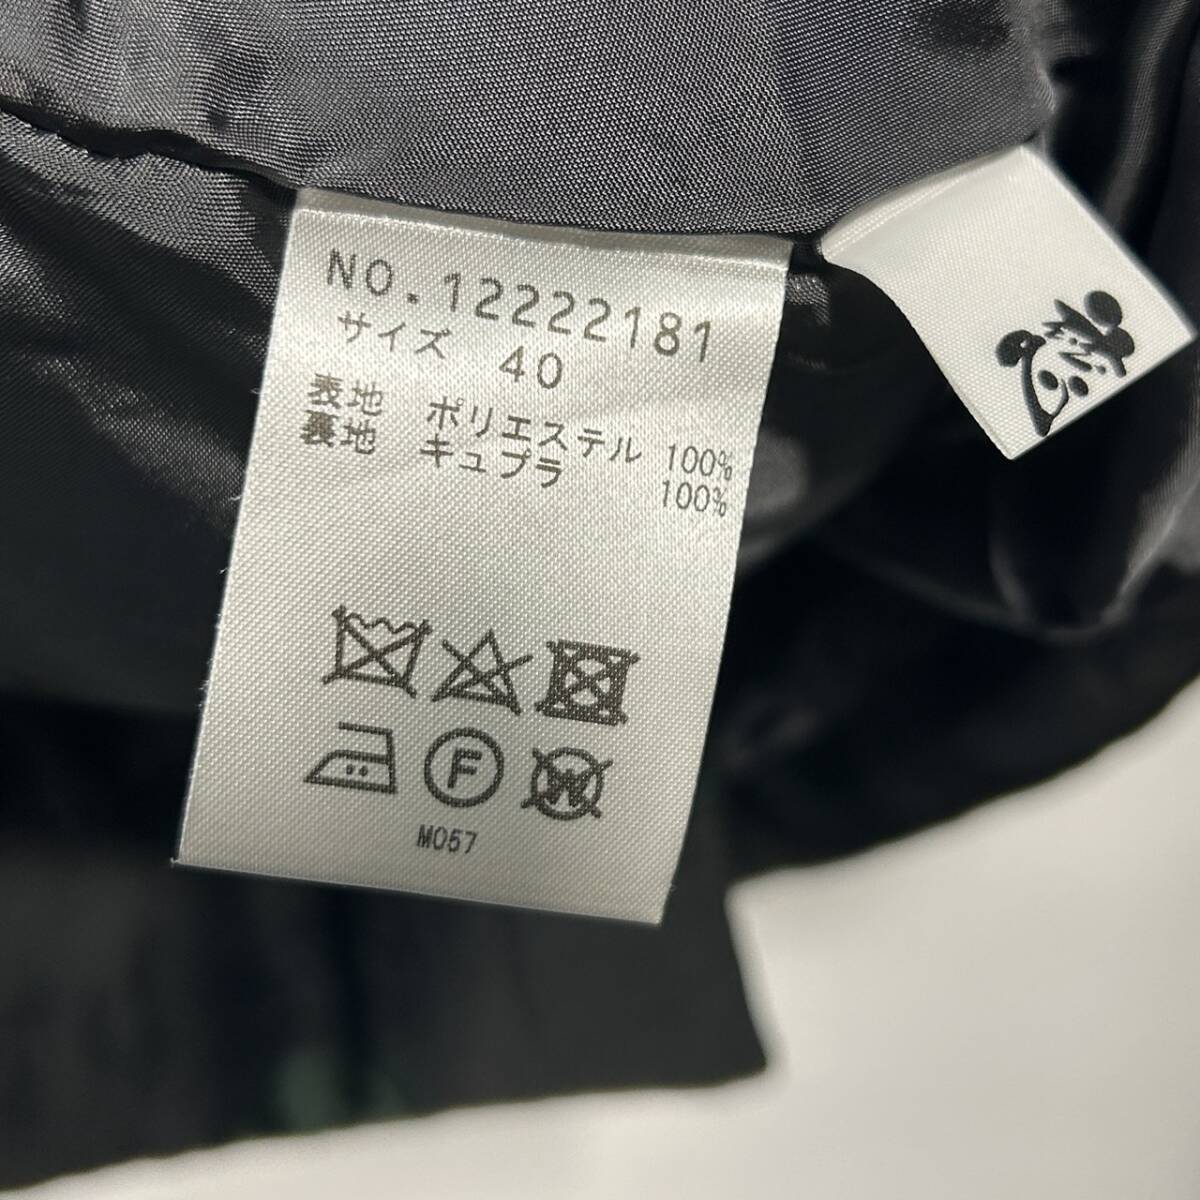 NO.12222181
サイズ 40
表地 ポリエステル 100%
裏地 キュプラ 100%
F
W
M057